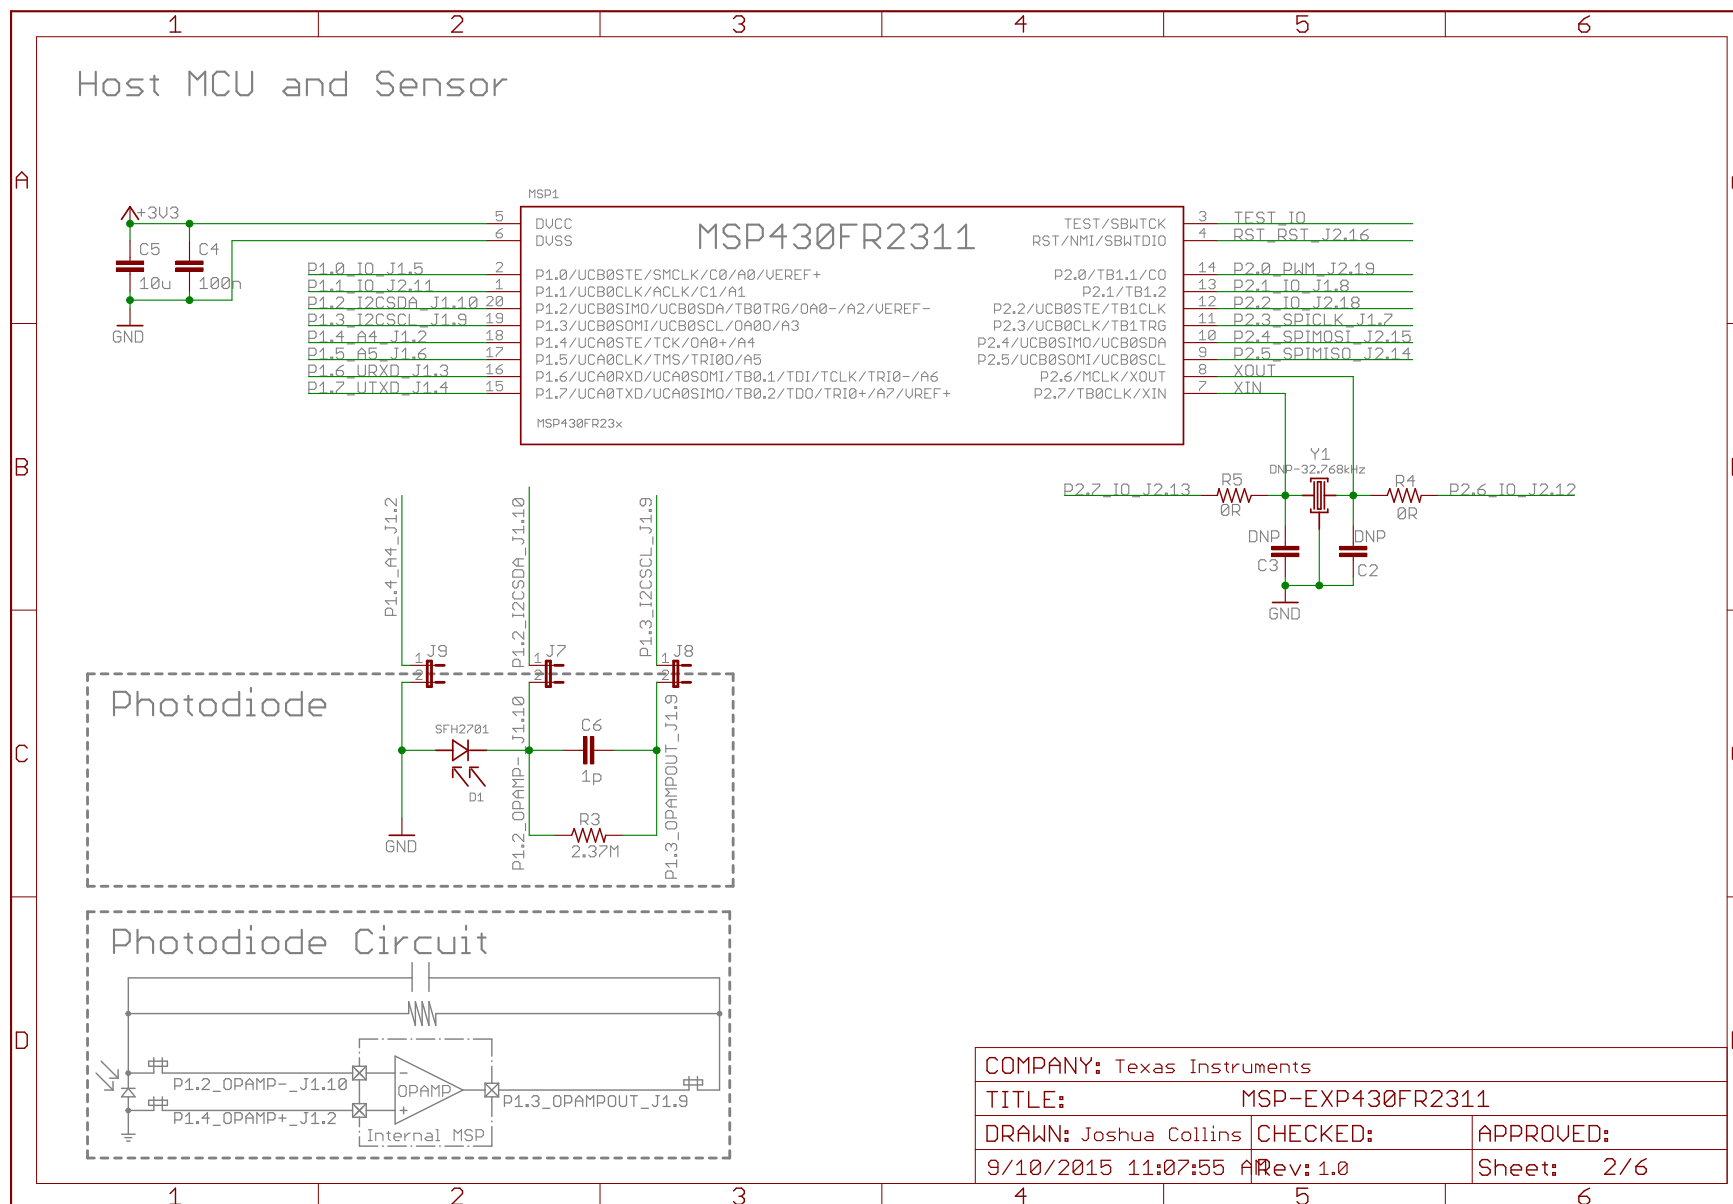 1 2 3 4 5 6
Host MCU and Sensor
A
B
C
D
MSP1
MSP430FR2311
MSP430FR23x
+3V3
C5
10u
C4
100n
GND
5 DVCC
6 DVSS
P1.0_IO_J1.5 2 P1.0/UCB0STE/SMCLK/C0/A0/VEREF+
P1.1_IO_J2.11 1 P1.1/UCB0CLK/ACLK/C1/A1
P1.2_I2CSDA_J1.10 20 P1.2/UCB0SIMO/UCB0SDA/TB0TRG/OA0-/A2/VEREF-
P1.3_I2CSCL_J1.9 19 P1.3/UCB0SOMI/UCB0SCL/OA0O/A3
P1.4_A4_J1.2 18 P1.4/UCA0STE/TCK/OA0+/A4
P1.5_A5_J1.6 17 P1.5/UCA0CLK/TMS/TRI0O/A5
P1.6_URXD_J1.3 16 P1.6/UCA0RXD/UCA0SOMI/TB0.1/TDI/TCLK/TRI0-/A6
P1.7_UTXD_J1.4 15 P1.7/UCA0TXD/UCA0SIMO/TB0.2/TDO/TRI0+/A7/VREF+
TEST/SBWTCK 3 TEST_IO
RST/NMI/SBWTDIO 4 RST_RST_J2.16
P2.0/TB1.1/CO 14 P2.0_PWM_J2.19
P2.1/TB1.2 13 P2.1_IO_J1.8
P2.2/UCB0STE/TB1CLK 12 P2.2_IO_J2.18
P2.3/UCB0CLK/TB1TRG 11 P2.3_SPICLK_J1.7
P2.4/UCB0SIMO/UCB0SDA 10 P2.4_SPIMOSI_J2.15
P2.5/UCB0SOMI/UCB0SCL 9 P2.5_SPIMISO_J2.14
P2.6/MCLK/XOUT 8 XOUT
P2.7/TB0CLK/XIN 7 XIN
Y1
DNP-32.768kHz
P2.7_IO_J2.13
R5
0R
R4
0R
P2.6_IO_J2.12
DNP
C3
DNP
C2
GND
P1.4_A4_J1.2
P1.2_I2CSDA_J1.10
P1.3_I2CSCL_J1.9
1 J9
2
1 J7
2
1 J8
2
Photodiode
SFH2701
D1
C6
1p
R3
2.37M
GND
P1.2_OPAMP-_J1.10
P1.3_OPAMPOUT_J1.9
Photodiode Circuit
P1.2_OPAMP-_J1.10
P1.4_OPAMP+_J1.2
-
OPAMP
+
Internal MSP
P1.3_OPAMPOUT_J1.9
COMPANY: Texas Instruments
TITLE: MSP-EXP430FR2311
DRAWN: Joshua Collins CHECKED: APPROVED:
9/10/2015 11:07:55 AM Rev: 1.0 Sheet: 2/6
1 2 3 4 5 6